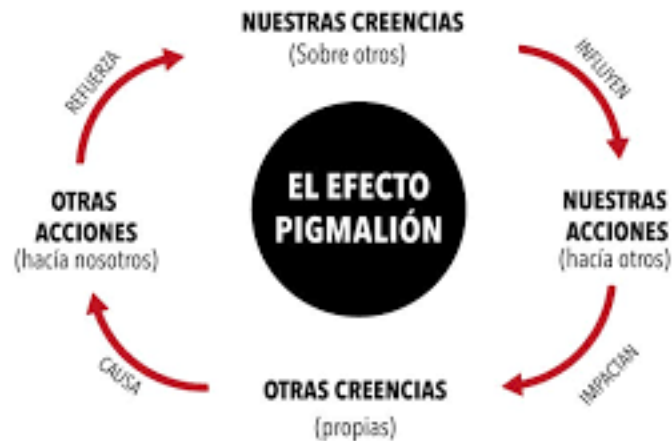 NUESTRAS CREENCIAS
(Sobre otros)
INFLUYEN
NUESTRAS
ACCIONES
(hacía otros)
IMPACTAN
OTRAS CREENCIAS
(propias)
CAUSA
OTRAS
ACCIONES
(hacía nosotros)
REFUERZA
EL EFECTO
PIGMALIÓN